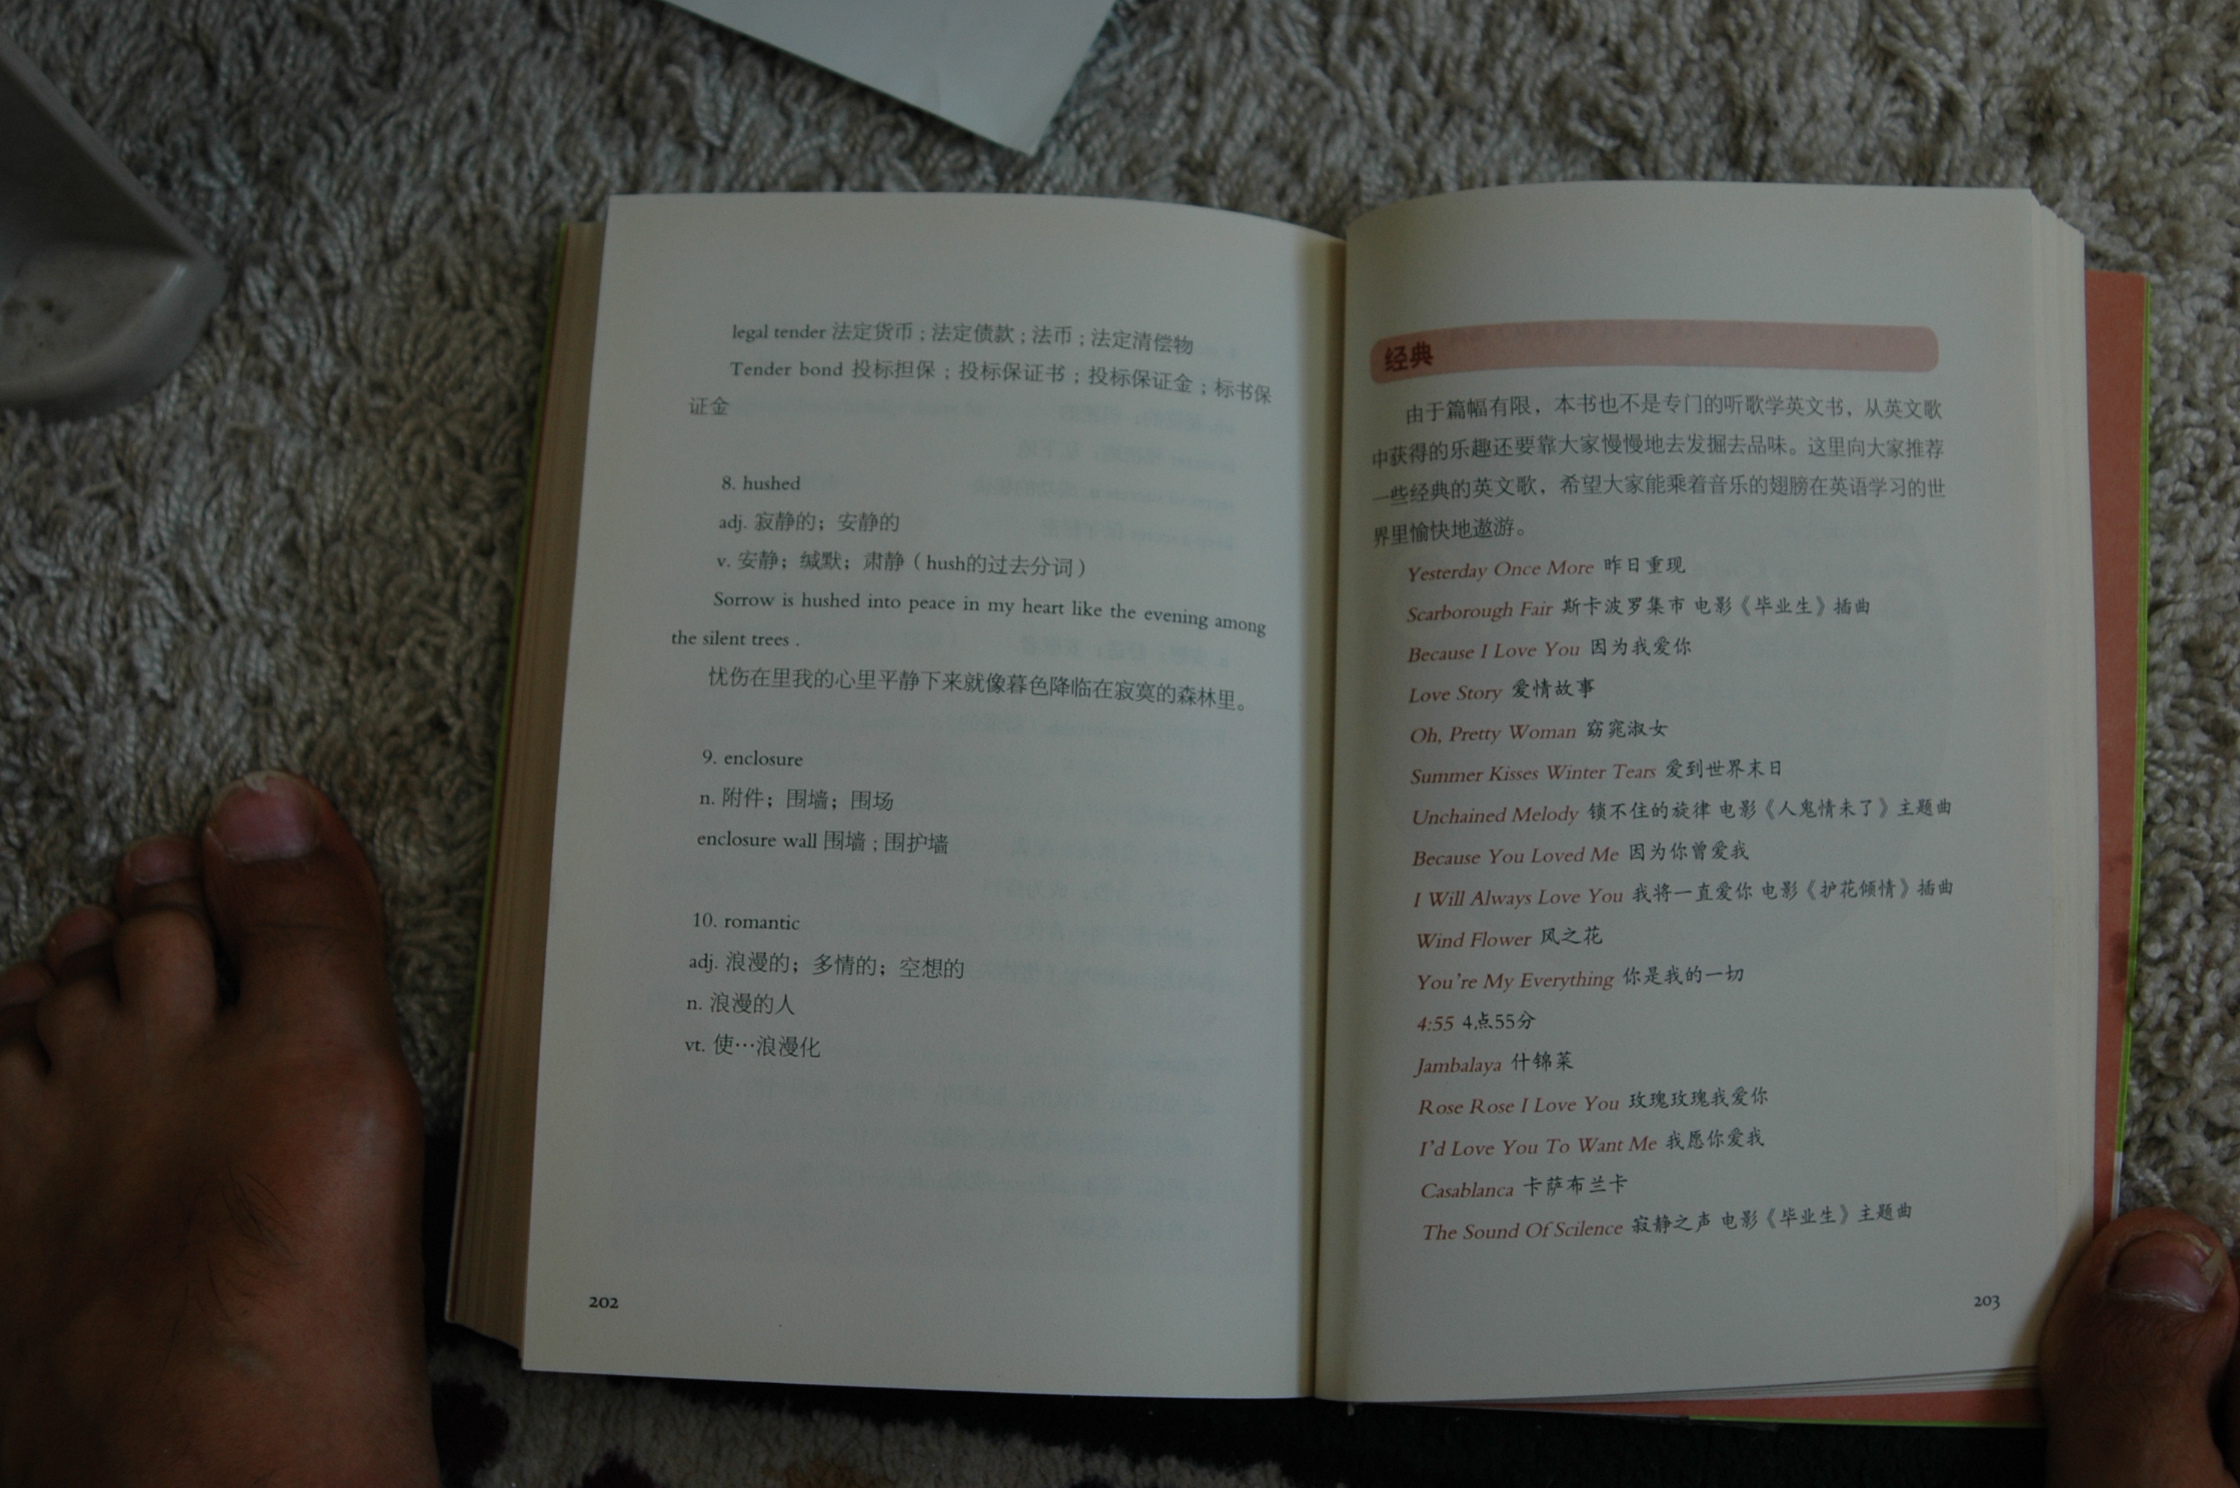 legal tender 法定货币 ; 法定债款 ; 法币 ; 法定清偿物
Tender bond 投标担保 ; 投标保证书 ; 投标保证金 ; 标书保
证金
8. hushed
adj. 寂静的；安静的
v. 安静；缄默；肃静（hush的过去分词）
Sorrow is hushed into peace in my heart like the evening among
the silent trees .
忧伤在里我的心里平静下来就像暮色降临在寂寞的森林里。
9. enclosure
n. 附件；围墙；围场
enclosure wall 围墙 ; 围护墙
10. romantic
adj. 浪漫的；多情的；空想的
n. 浪漫的人
vt. 使…浪漫化
202
经典
由于篇幅有限，本书也不是专门的听歌学英文书，从英文歌
中获得的乐趣还要靠大家慢慢地去发掘去品味。这里向大家推荐
一些经典的英文歌，希望大家能乘着音乐的翅膀在英语学习的世
界里愉快地遨游。
Yesterday Once More 昨日重现
Scarborough Fair 斯卡波罗集市 电影《毕业生》插曲
Because I Love You 因为我爱你
Love Story 爱情故事
Oh, Pretty Woman 窈窕淑女
Summer Kisses Winter Tears 爱到世界末日
Unchained Melody 锁不住的旋律 电影《人鬼情未了》主题曲
Because You Loved Me 因为你曾爱我
I Will Always Love You 我将一直爱你 电影《护花倾情》插曲
Wind Flower 风之花
You're My Everything 你是我的一切
4:55 4点55分
Jambalaya 什锦菜
Rose Rose I Love You 玫瑰玫瑰我爱你
I'd Love You To Want Me 我愿你爱我
Casablanca 卡萨布兰卡
The Sound Of Scilence 寂静之声 电影《毕业生》主题曲
203